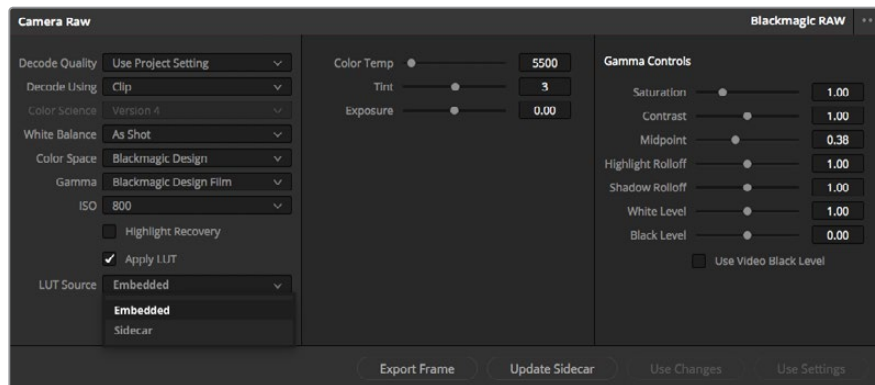 Camera Raw
Blackmagic RAW
Decode Quality Use Project Setting
Decode Using Clip
Color Science Version 4
White Balance As Shot
Color Space Blackmagic Design
Gamma Blackmagic Design Film
ISO 800
Highlight Recovery
Apply LUT
LUT Source Embedded
Embedded
Sidecar
Color Temp 5500
Tint 3
Exposure 0.00
Gamma Controls
Saturation 1.00
Contrast 1.00
Midpoint 0.38
Highlight Rolloff 1.00
Shadow Rolloff 1.00
White Level 1.00
Black Level 0.00
Use Video Black Level
Export Frame
Update Sidecar
Use Changes
Use Settings